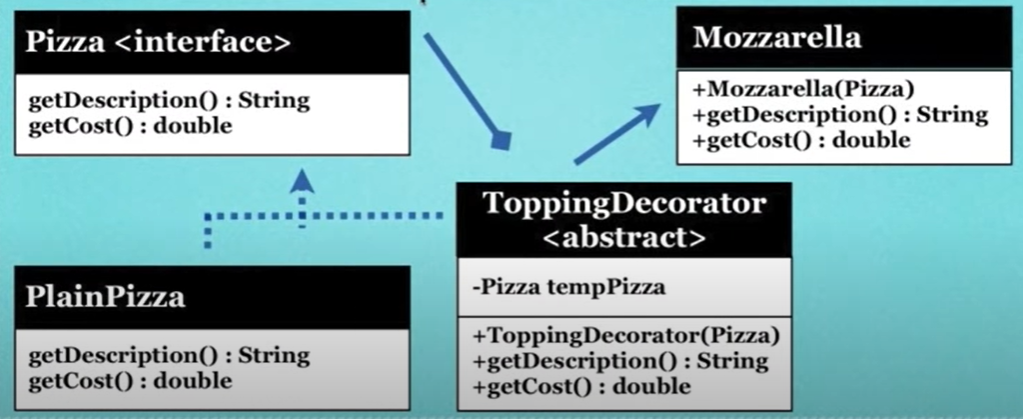 Pizza <interface>
getDescription() : String
getCost() : double
Mozzarella
+Mozzarella(Pizza)
+getDescription() : String
+getCost() : double
PlainPizza
getDescription() : String
getCost() : double
ToppingDecorator
<abstract>
-Pizza tempPizza
+ToppingDecorator(Pizza)
+getDescription() : String
+getCost() : double